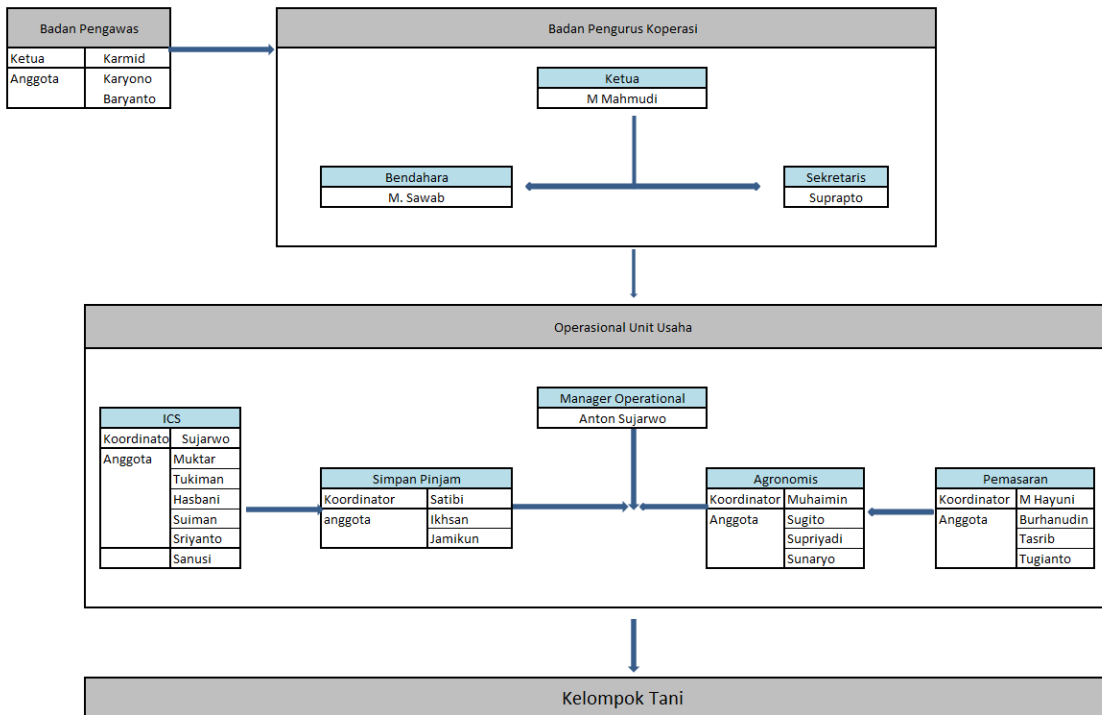 Badan Pengawas
Ketua Karmid
Anggota Karyono
Baryanto
Badan Pengurus Koperasi
Ketua
M Mahmudi
Bendahara
M. Sawab
Sekretaris
Suprapto
Operasional Unit Usaha
Manager Operational
Anton Sujarwo
ICS
Koordinato Sujarwo
Anggota Muktar
Tukiman
Hasbani
Suiman
Sriyanto
Sanusi
Simpan Pinjam
Koordinator Satibi
anggota Ikhsan
Jamikun
Agronomis
Koordinator Muhaimin
Anggota Sugito
Supriyadi
Sunaryo
Pemasaran
Koordinator M Hayuni
Anggota Burhanudin
Tasrib
Tugianto
Kelompok Tani